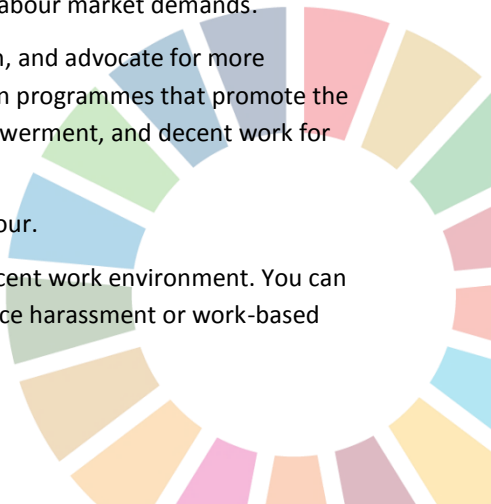 abour market demands.
, and advocate for more
n programmes that promote the
werment, and decent work for
our.
cent work environment. You can
ce harassment or work-based